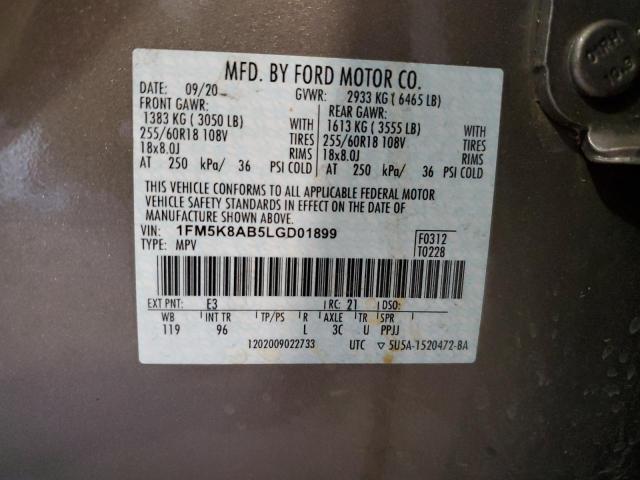 MFD. BY FORD MOTOR CO.
DATE: 09/20 GVWR: 2933 KG ( 6465 LB)
FRONT GAWR: REAR GAWR:
1383 KG ( 3050 LB) WITH 1613 KG ( 3555 LB) WITH
255/60R18 108V TIRES 255/60R18 108V TIRES
18x8.0J RIMS 18x8.0J RIMS
AT 250 kPa/ 36 PSI COLD AT 250 kPa/ 36 PSI COLD
THIS VEHICLE CONFORMS TO ALL APPLICABLE FEDERAL MOTOR
VEHICLE SAFETY STANDARDS IN EFFECT ON THE DATE OF
MANUFACTURE SHOWN ABOVE.
VIN: 1FM5K8AB5LGD01899 F0312
TYPE: MPV T0228
EXT PNT: E3 RC: 21 DSO:
WB INT TR TP/PS R AXLE TR SPR
119 96 L 3C U PPJJ
1202009022733 UTC ▽ 5U5A-1520472-BA